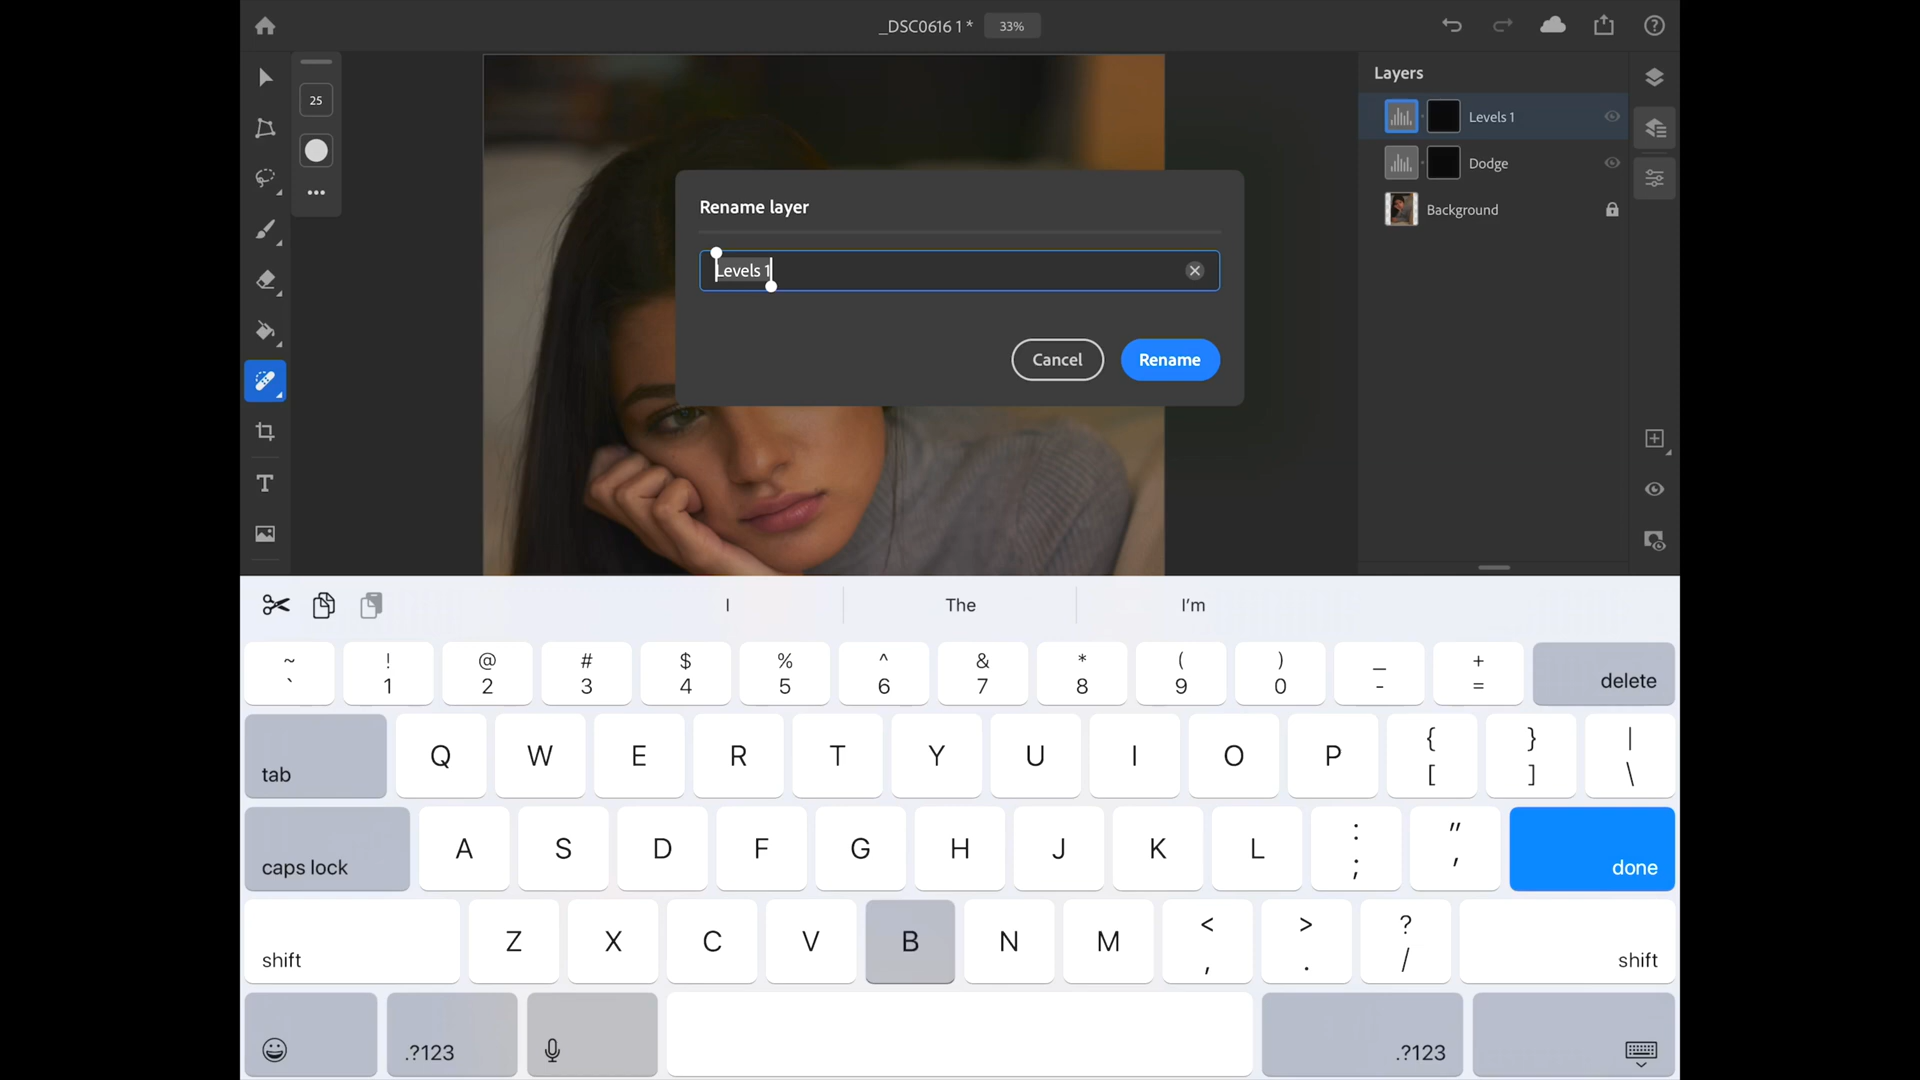 _DSC0616 1 *
33%
25
Layers
Levels 1
Dodge
Background
Rename layer
Levels 1
Cancel
Rename
I
The
I'm
~ ! @ # $ % ^ & * ( ) _ +
` 1 2 3 4 5 6 7 8 9 0 - = delete
tab Q W E R T Y U I O P { [ } ] | \
caps lock A S D F G H J K L : ; " ' done
shift Z X C V B N M < , > . ? / shift
.?123 .?123
T
?